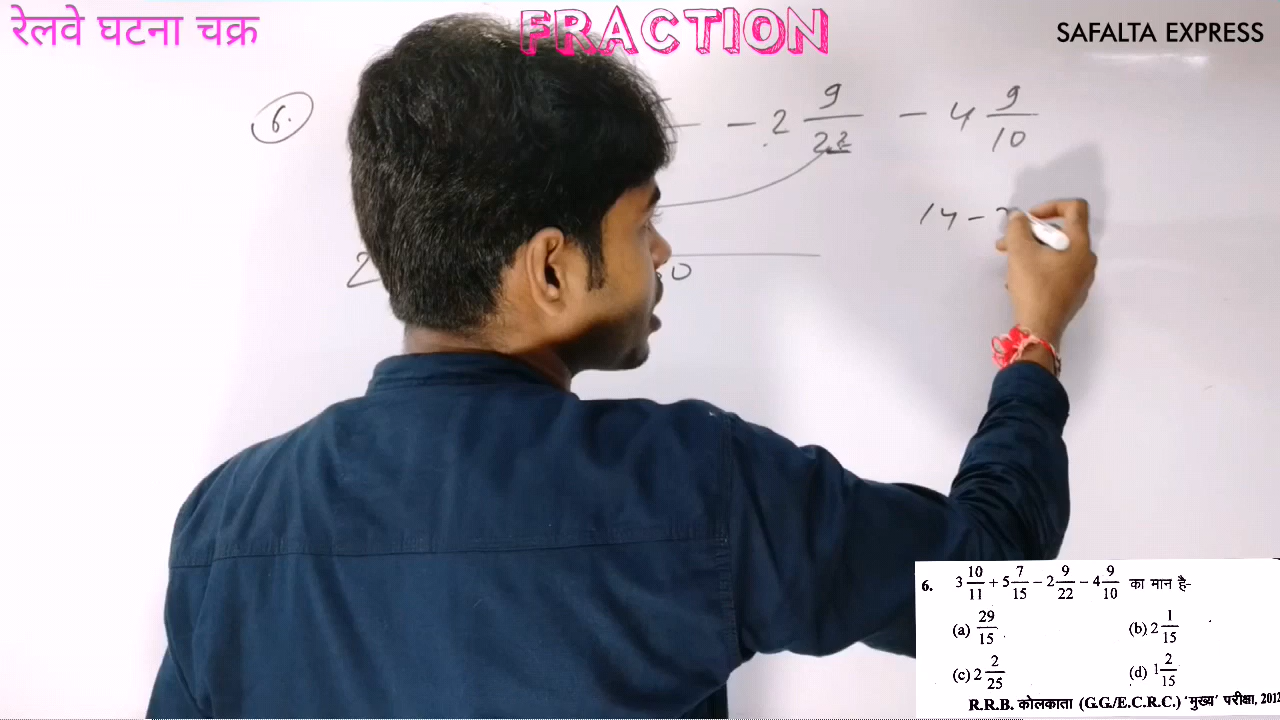 रेलवे घटना चक्र
FRACTION
SAFALTA EXPRESS
6. - 2 9/22 - 4 9/10
14 -
2
6. 3 10/11 + 5 7/15 - 2 9/22 - 4 9/10 का मान है-
(a) 29/15 (b) 2 1/15
(c) 2 2/25 (d) 1 2/15
R.R.B. कोलकाता (G.G./E.C.R.C.) 'मुख्य' परीक्षा, 2012